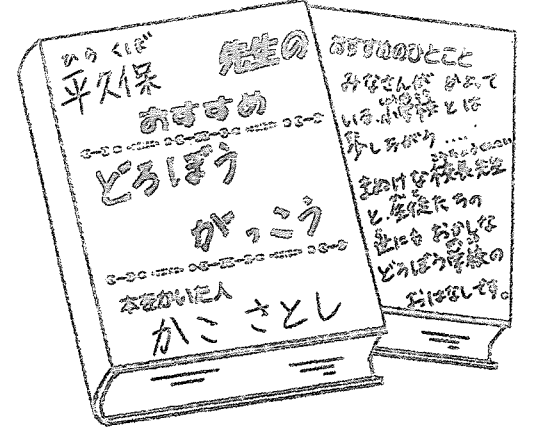 ひらくぼ
平久保 先生の
おすすめ
どろぼう
がっこう
本をかいた人
かこ さとし
おすすめのひとこと
みなさんが かよって
いる小学校とは
少しちがう ....
まぬけな校長先生
と、生徒たちの
世にも おかしな
どろぼう学校の
おはなしです。